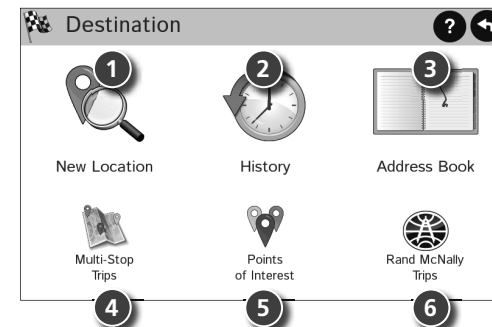 Destination
?
1
2
3
New Location
History
Address Book
Multi-Stop
Trips
Points
of Interest
Rand McNally
Trips
4
5
6